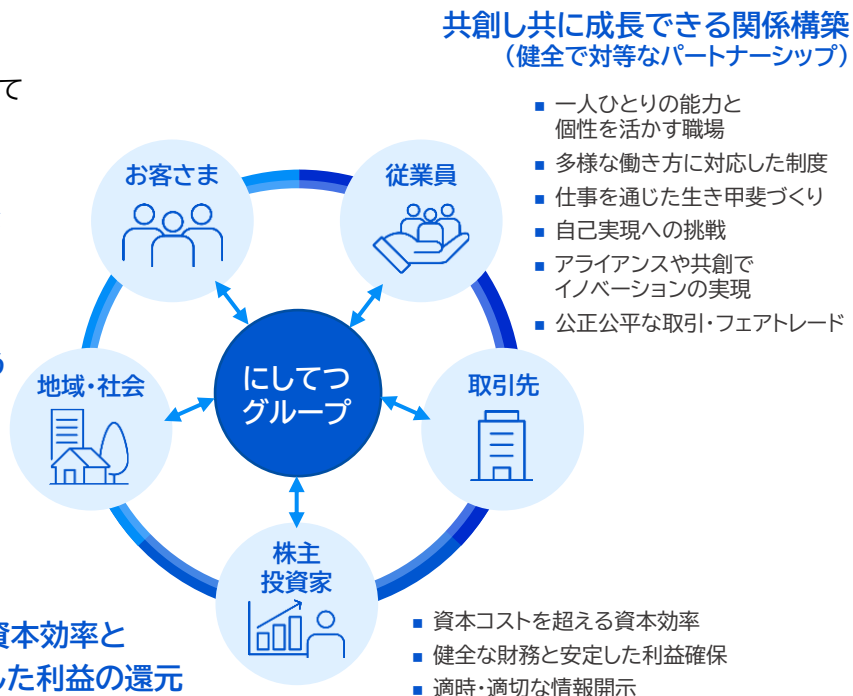 共創し共に成長できる関係構築
（健全で対等なパートナーシップ）
て
■ 一人ひとりの能力と
個性を活かす職場
■ 多様な働き方に対応した制度
■ 仕事を通じた生き甲斐づくり
■ 自己実現への挑戦
■ アライアンスや共創で
イノベーションの実現
■ 公正公平な取引・フェアトレード
お客さま
従業員
地域・社会
にしてつ
グループ
取引先
株主
投資家
資本効率と
した利益の還元
■ 資本コストを超える資本効率
■ 健全な財務と安定した利益確保
■ 適時・適切な情報開示